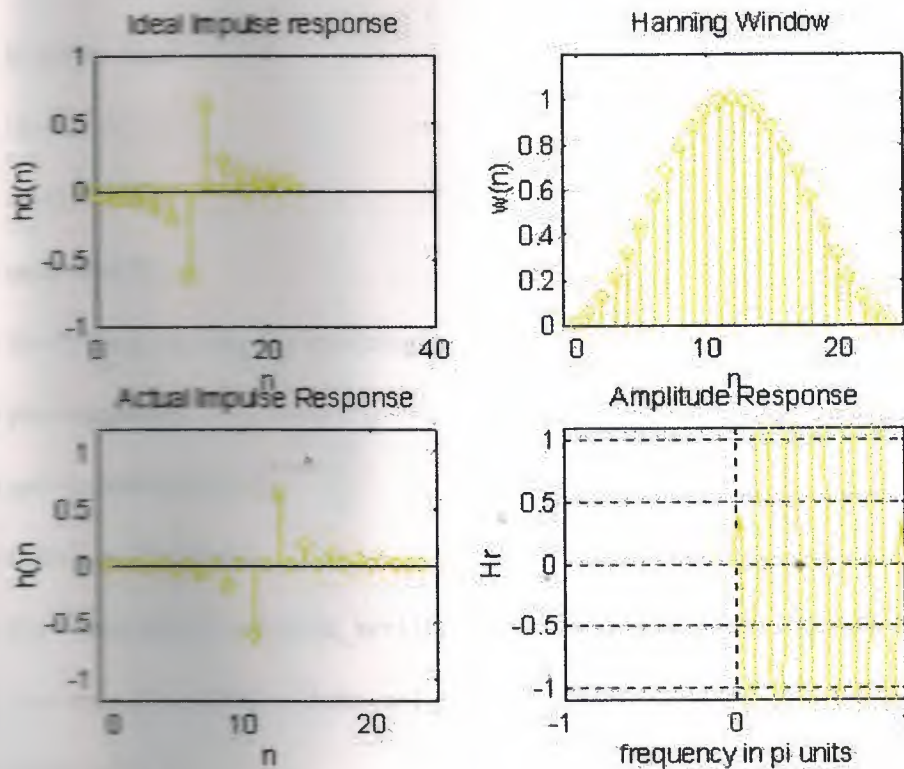 Ideal Impulse response
1
0.5
0
-0.5
-1
hd(n)
0 20 40
n
Hanning Window
1
0.8
0.6
0.4
0.2
0
w(n)
0 10 20
n
Actual Impulse Response
1
0.5
0
-0.5
-1
h()n
0 10 20
n
Amplitude Response
1
0.5
0
-0.5
-1
Hr
-1 0 1
frequency in pi units